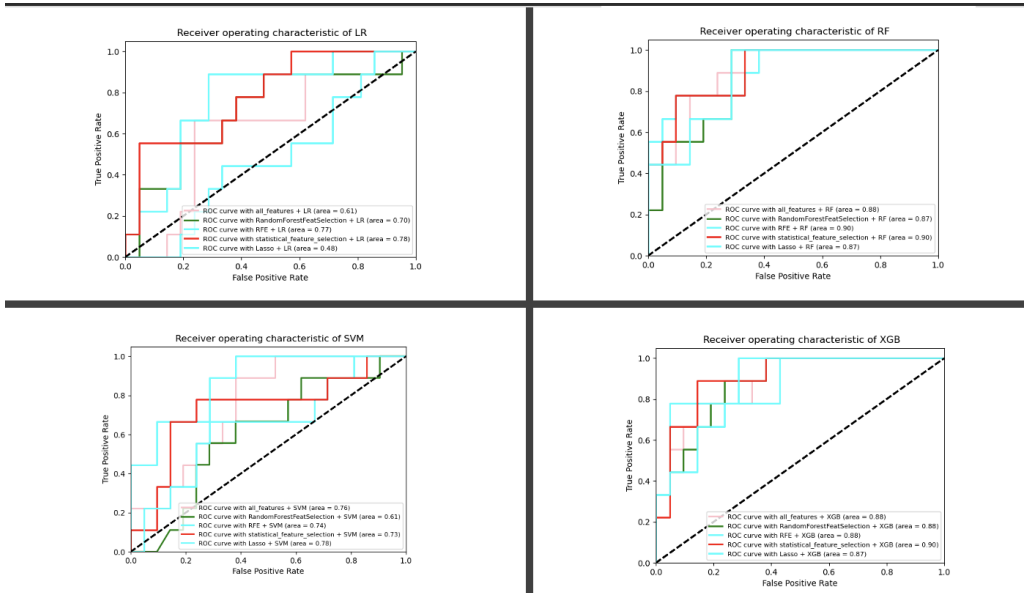 Receiver operating characteristic of LR
True Positive Rate
1.0
0.8
0.6
0.4
0.2
0.0
ROC curve with all_features + LR (area = 0.61)
ROC curve with RandomForestFeatSelection + LR (area = 0.70)
ROC curve with RFE + LR (area = 0.77)
ROC curve with statistical_feature_selection + LR (area = 0.78)
ROC curve with Lasso + LR (area = 0.48)
0.0 0.2 0.4 0.6 0.8 1.0
False Positive Rate
Receiver operating characteristic of RF
True Positive Rate
1.0
0.8
0.6
0.4
0.2
0.0
ROC curve with all_features + RF (area = 0.88)
ROC curve with RandomForestFeatSelection + RF (area = 0.87)
ROC curve with RFE + RF (area = 0.90)
ROC curve with statistical_feature_selection + RF (area = 0.90)
ROC curve with Lasso + RF (area = 0.87)
0.0 0.2 0.4 0.6 0.8 1.0
False Positive Rate
Receiver operating characteristic of SVM
True Positive Rate
1.0
0.8
0.6
0.4
0.2
0.0
ROC curve with all_features + SVM (area = 0.76)
ROC curve with RandomForestFeatSelection + SVM (area = 0.61)
ROC curve with RFE + SVM (area = 0.74)
ROC curve with statistical_feature_selection + SVM (area = 0.73)
ROC curve with Lasso + SVM (area = 0.78)
0.0 0.2 0.4 0.6 0.8 1.0
False Positive Rate
Receiver operating characteristic of XGB
True Positive Rate
1.0
0.8
0.6
0.4
0.2
0.0
ROC curve with all_features + XGB (area = 0.88)
ROC curve with RandomForestFeatSelection + XGB (area = 0.88)
ROC curve with RFE + XGB (area = 0.88)
ROC curve with statistical_feature_selection + XGB (area = 0.90)
ROC curve with Lasso + XGB (area = 0.87)
0.0 0.2 0.4 0.6 0.8 1.0
False Positive Rate